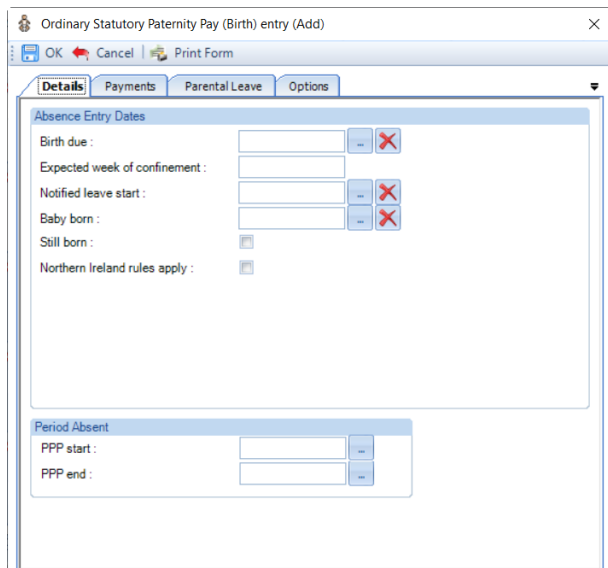 Ordinary Statutory Paternity Pay (Birth) entry (Add)
OK Cancel Print Form
Details Payments Parental Leave Options
Absence Entry Dates
Birth due : ...
Expected week of confinement :
Notified leave start : ...
Baby born : ...
Still born :
Northern Ireland rules apply :
Period Absent
PPP start : ...
PPP end : ...